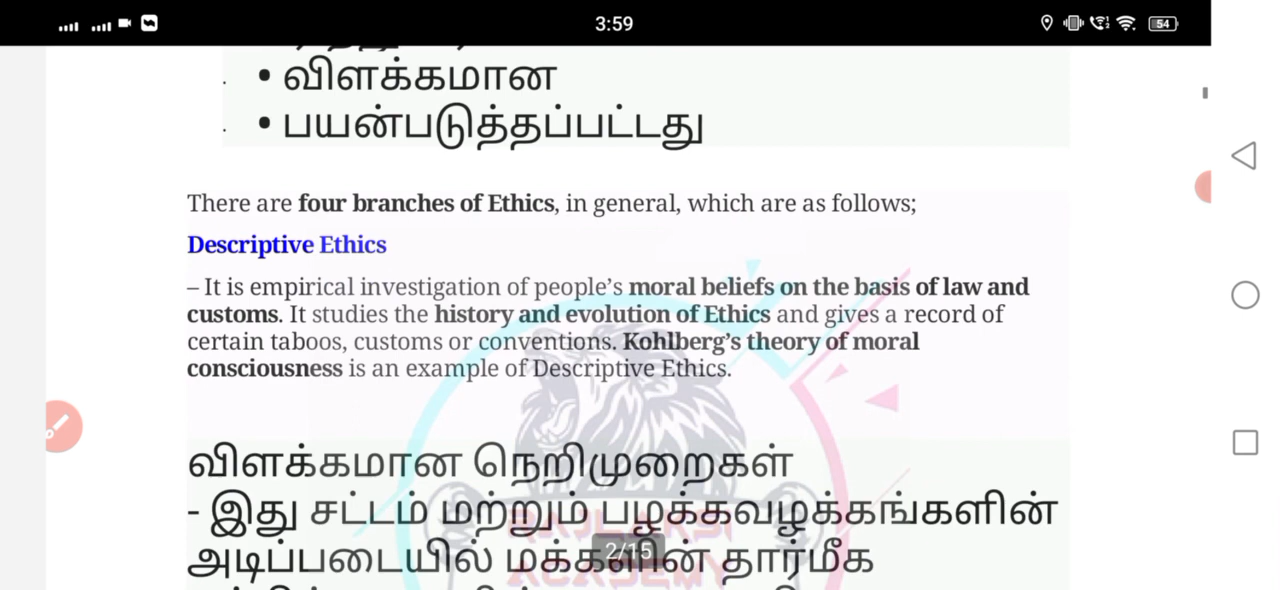 3:59
54
• விளக்கமான
• பயன்படுத்தப்பட்டது
There are four branches of Ethics, in general, which are as follows;
Descriptive Ethics
– It is empirical investigation of people’s moral beliefs on the basis of law and
customs. It studies the history and evolution of Ethics and gives a record of
certain taboos, customs or conventions. Kohlberg’s theory of moral
consciousness is an example of Descriptive Ethics.
விளக்கமான நெறிமுறைகள்
- இது சட்டம் மற்றும் பழக்கவழக்கங்களின்
RAJLAKSI
அடிப்படையில் மக்களின் தார்மீக
2/15
ACADEMY